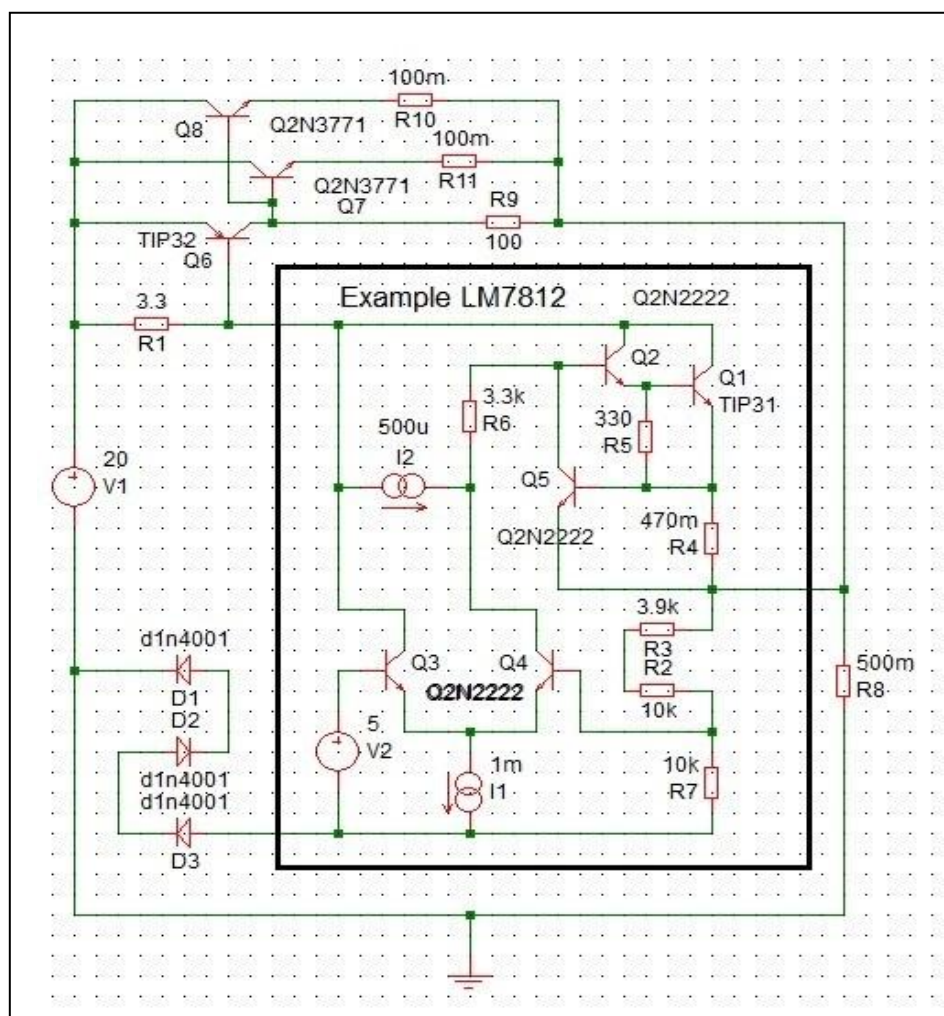 100m
R10
Q8
Q2N3771
100m
R11
Q2N3771
Q7
R9
100
TIP32
Q6
Example LM7812
Q2N2222
3.3
R1
Q2
Q1
TIP31
3.3k
R6
330
R5
500u
I2
20
V1
Q5
Q2N2222
470m
R4
d1n4001
D1
D2
d1n4001
d1n4001
D3
Q3
Q4
Q2N2222
3.9k
R3
R2
10k
500m
R8
5
V2
1m
I1
10k
R7